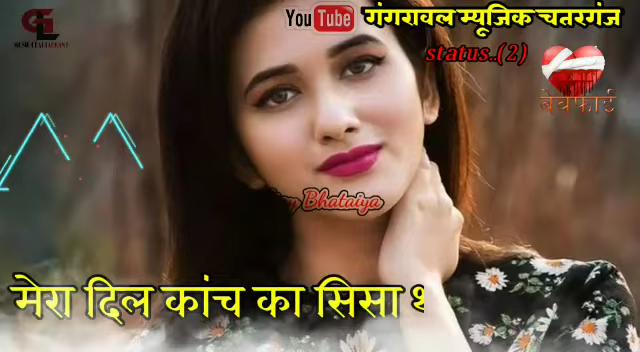 YouTube गंगरावल म्यूजिक चतरगंज
status..(2)
बेवफाई
Bhataiya
मेरा दिल कांच का सिसा थ